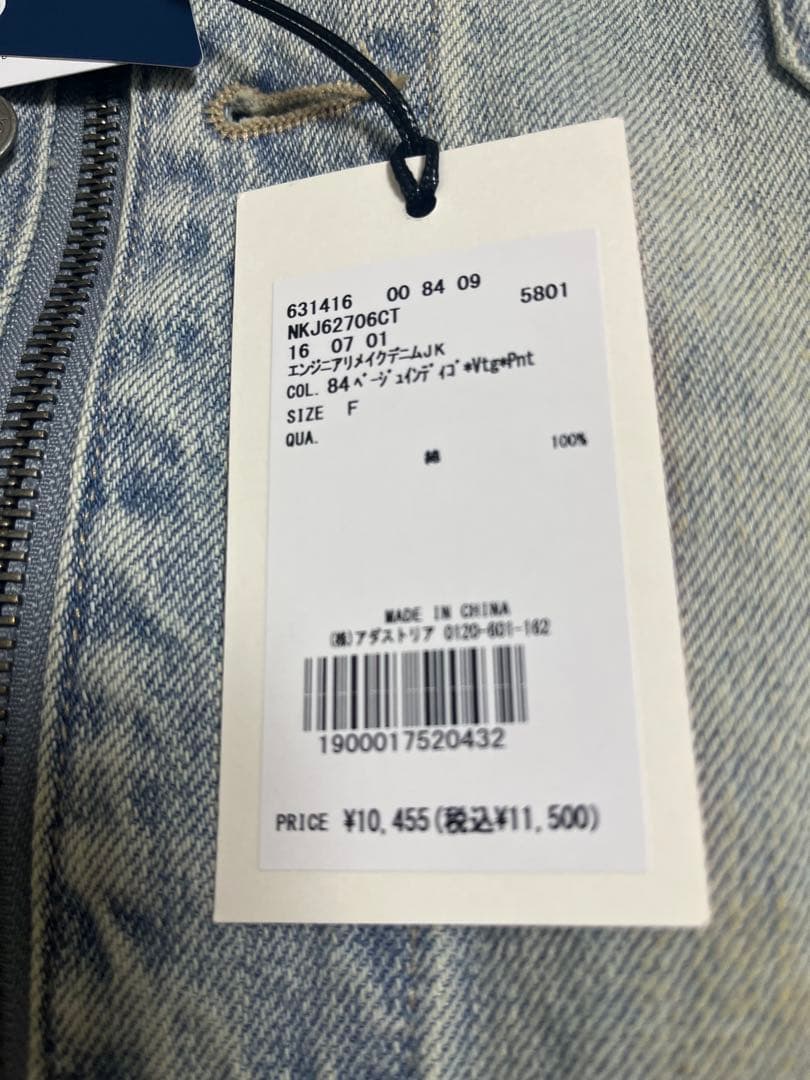 631416 00 84 09 5801
NKJ62706CT
16 07 01
エンジニアリメイクデニムJK
COL. 84ﾍﾞｰｼﾞｭｲﾝﾃﾞｨｺﾞ*Vtg*Pnt
SIZE F
QUA.
綿 100%
MADE IN CHINA
(株)アダストリア 0120-601-162
1900017520432
PRICE ¥10,455(税込¥11,500)